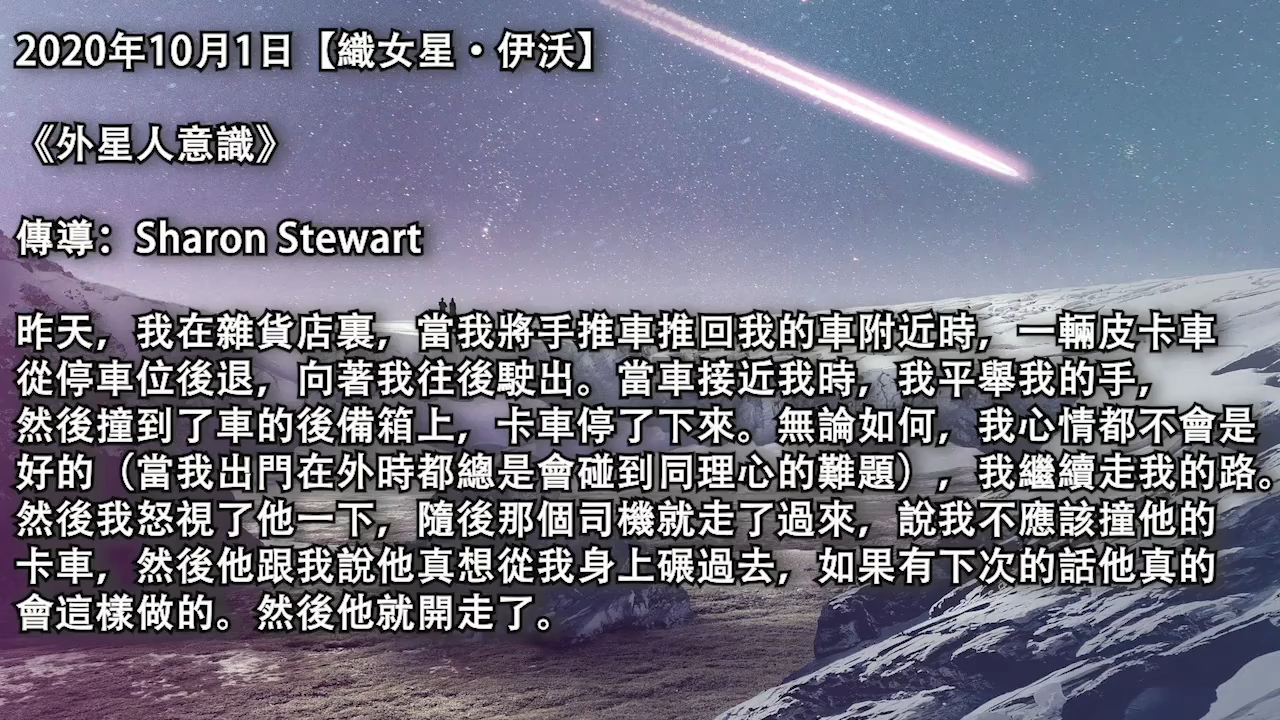 2020年10月1日【織女星•伊沃】
《外星人意識》
傳導：Sharon Stewart
昨天，我在雜貨店裏，當我將手推車推回我的車附近時，一輛皮卡車
從停車位後退，向著我往後駛出。當車接近我時，我平舉我的手，
然後撞到了車的後備箱上，卡車停了下來。無論如何，我心情都不會是
好的（當我出門在外時都總是會碰到同理心的難題），我繼續走我的路。
然後我怒視了他一下，隨後那個司機就走了過來，說我不應該撞他的
卡車，然後他跟我說他真想從我身上碾過去，如果有下次的話他真的
會這樣做的。然後他就開走了。